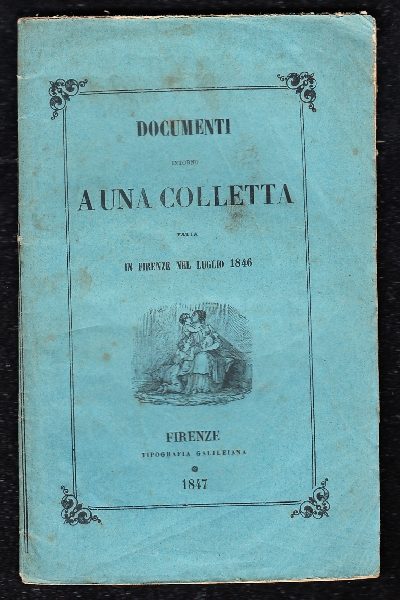 DOCUMENTI
INTORNO
A UNA COLLETTA
FATTA
IN FIRENZE NEL LUGLIO 1846
FIRENZE
TIPOGRAFIA GALILEIANA
1847